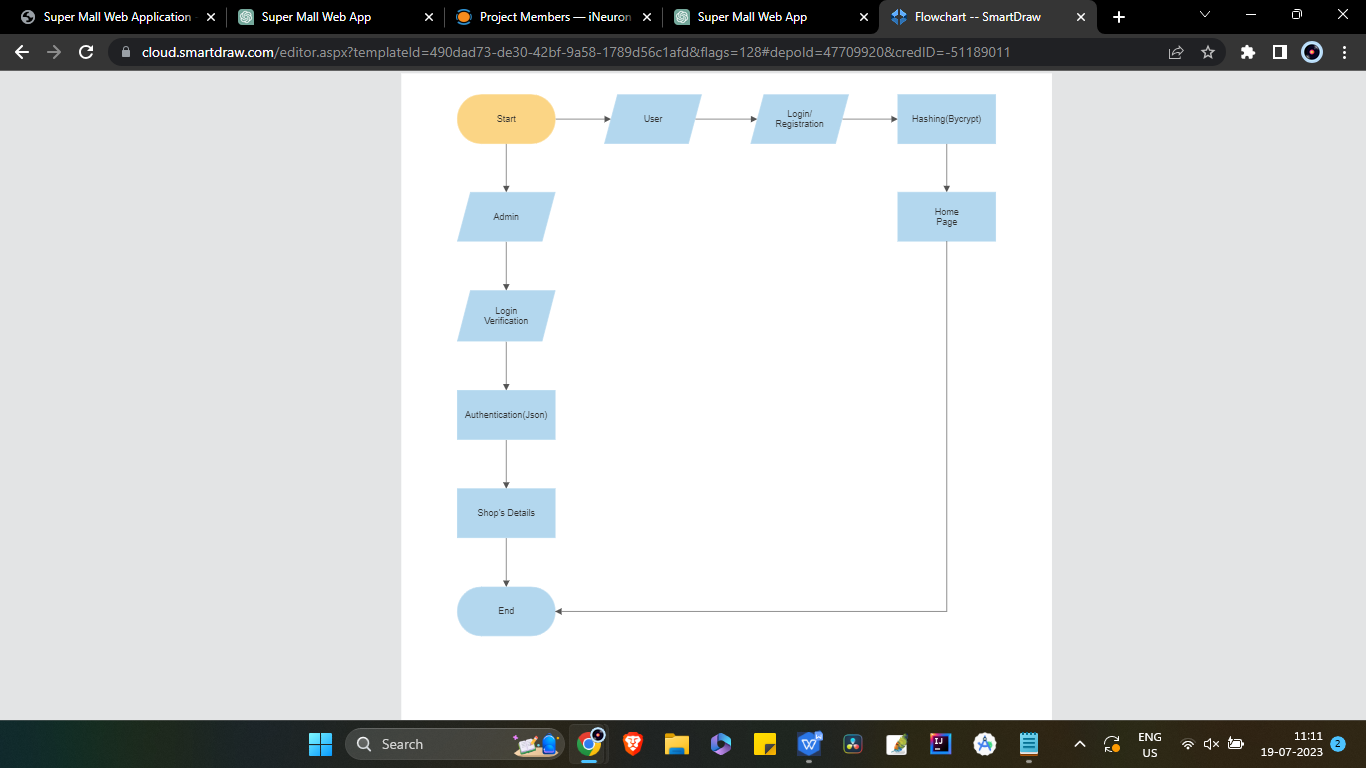 Super Mall Web Application
Super Mall Web App
Project Members — iNeuron
Super Mall Web App
Flowchart -- SmartDraw
cloud.smartdraw.com/editor.aspx?templateId=490dad73-de30-42bf-9a58-1789d56c1afd&flags=128#depoId=47709920&credID=-51189011
Start
User
Login/
Registration
Hashing(Bycrypt)
Admin
Home
Page
Login
Verification
Authentication(Json)
Shop's Details
End
Search
ENG
US
11:11
19-07-2023
2